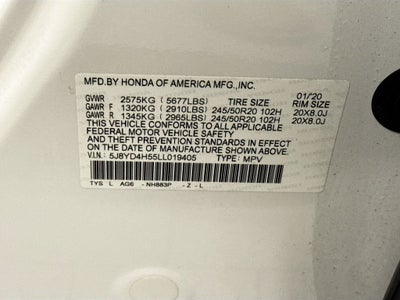 MFD.BY HONDA OF AMERICA MFG.,INC.
GVWR 2575KG (5677LBS) TIRE SIZE 01/20 RIM SIZE
GAWR F 1320KG (2910LBS) 245/50R20 102H 20X8.0J
GAWR R 1345KG (2965LBS) 245/50R20 102H 20X8.0J
THIS VEHICLE CONFORMS TO ALL APPLICABLE
FEDERAL MOTOR VEHICLE SAFETY
AND THEFT PREVENTION STANDARDS IN EFFECT
ON THE DATE OF MANUFACTURE SHOWN ABOVE.
V.I.N.: 5J8YD4H55LL019405 TYPE: MPV
TYS L AG6 - NH883P - Z - L